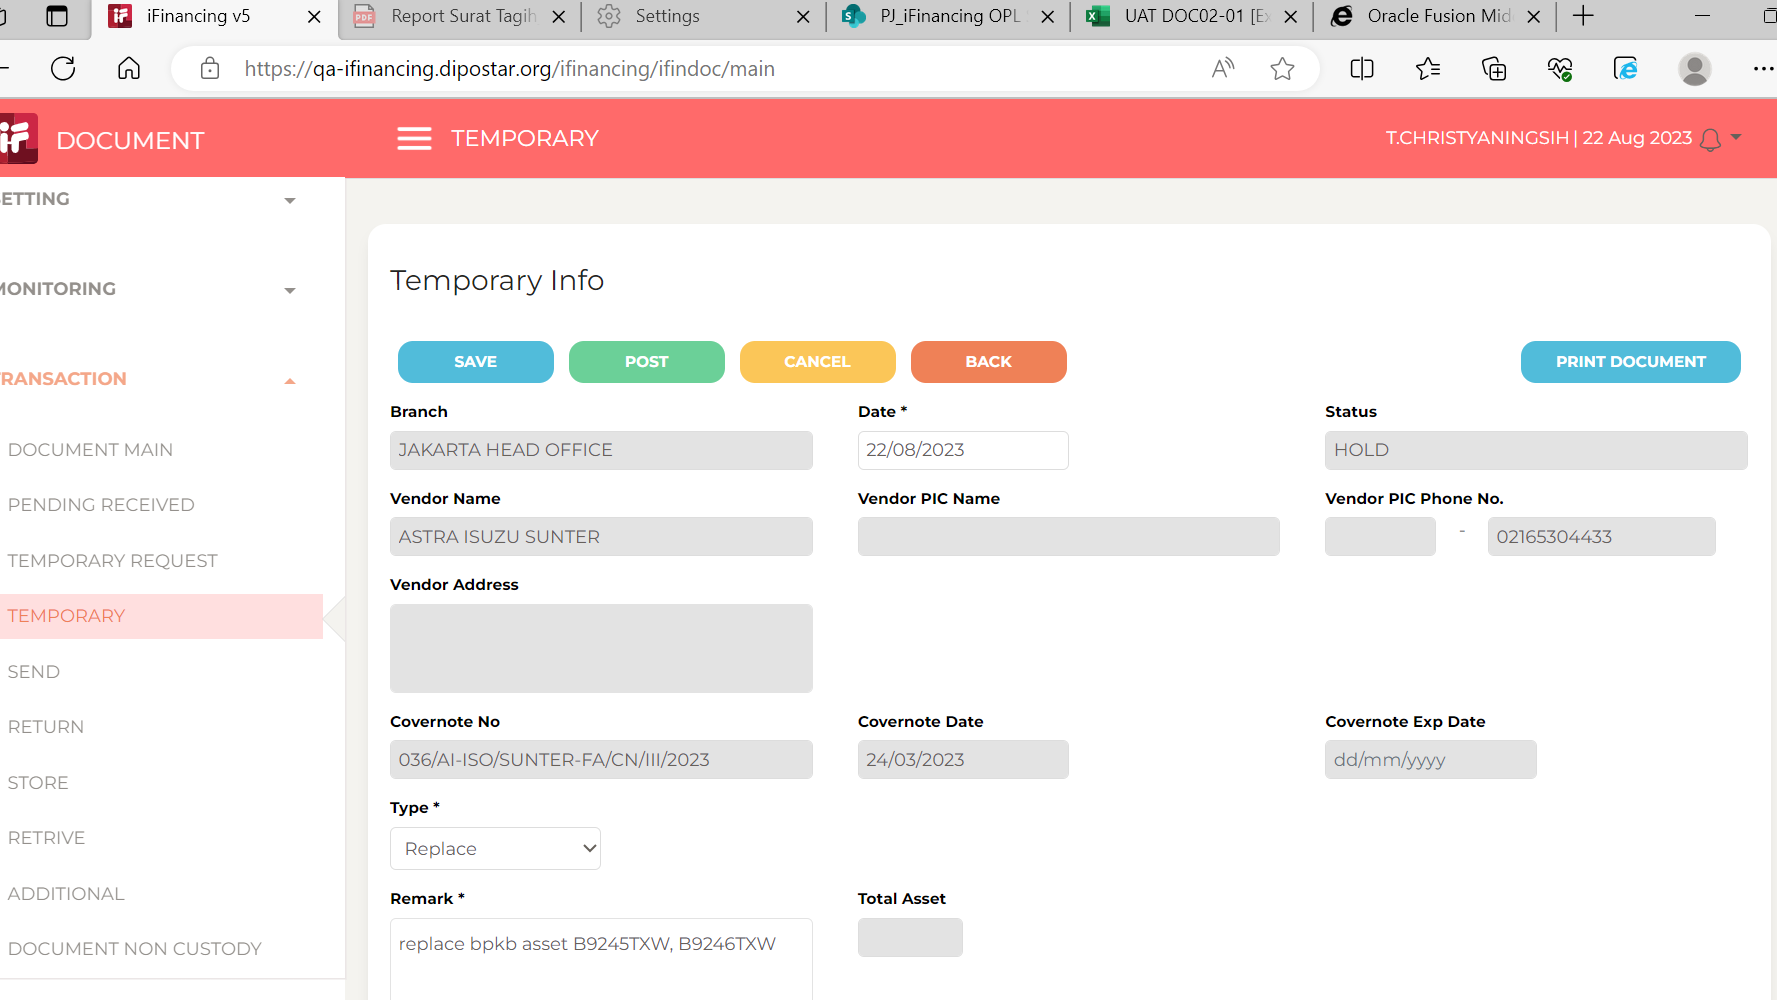 iFinancing v5
Report Surat Tagih
Settings
PJ_iFinancing OPL
UAT DOC02-01 [Ex
Oracle Fusion Mid
https://qa-ifinancing.dipostar.org/ifinancing/ifindoc/main
iF DOCUMENT
TEMPORARY
T.CHRISTYANINGSIH | 22 Aug 2023
ETTING
MONITORING
RANSACTION
DOCUMENT MAIN
PENDING RECEIVED
TEMPORARY REQUEST
TEMPORARY
SEND
RETURN
STORE
RETRIVE
ADDITIONAL
DOCUMENT NON CUSTODY
Temporary Info
SAVE POST CANCEL BACK PRINT DOCUMENT
Branch Date * Status
JAKARTA HEAD OFFICE 22/08/2023 HOLD
Vendor Name Vendor PIC Name Vendor PIC Phone No.
ASTRA ISUZU SUNTER - 02165304433
Vendor Address
Covernote No Covernote Date Covernote Exp Date
036/AI-ISO/SUNTER-FA/CN/III/2023 24/03/2023 dd/mm/yyyy
Type *
Replace
Remark * Total Asset
replace bpkb asset B9245TXW, B9246TXW